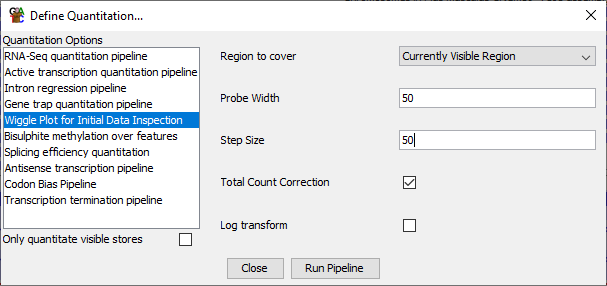 Define Quantitation...
Quantitation Options
RNA-Seq quantitation pipeline
Active transcription quantitation pipeline
Intron regression pipeline
Gene trap quantitation pipeline
Wiggle Plot for Initial Data Inspection
Bisulphite methylation over features
Splicing efficiency quantitation
Antisense transcription pipeline
Codon Bias Pipeline
Transcription termination pipeline
Only quantitate visible stores
Region to cover Currently Visible Region
Probe Width 50
Step Size 50
Total Count Correction
Log transform
Close Run Pipeline